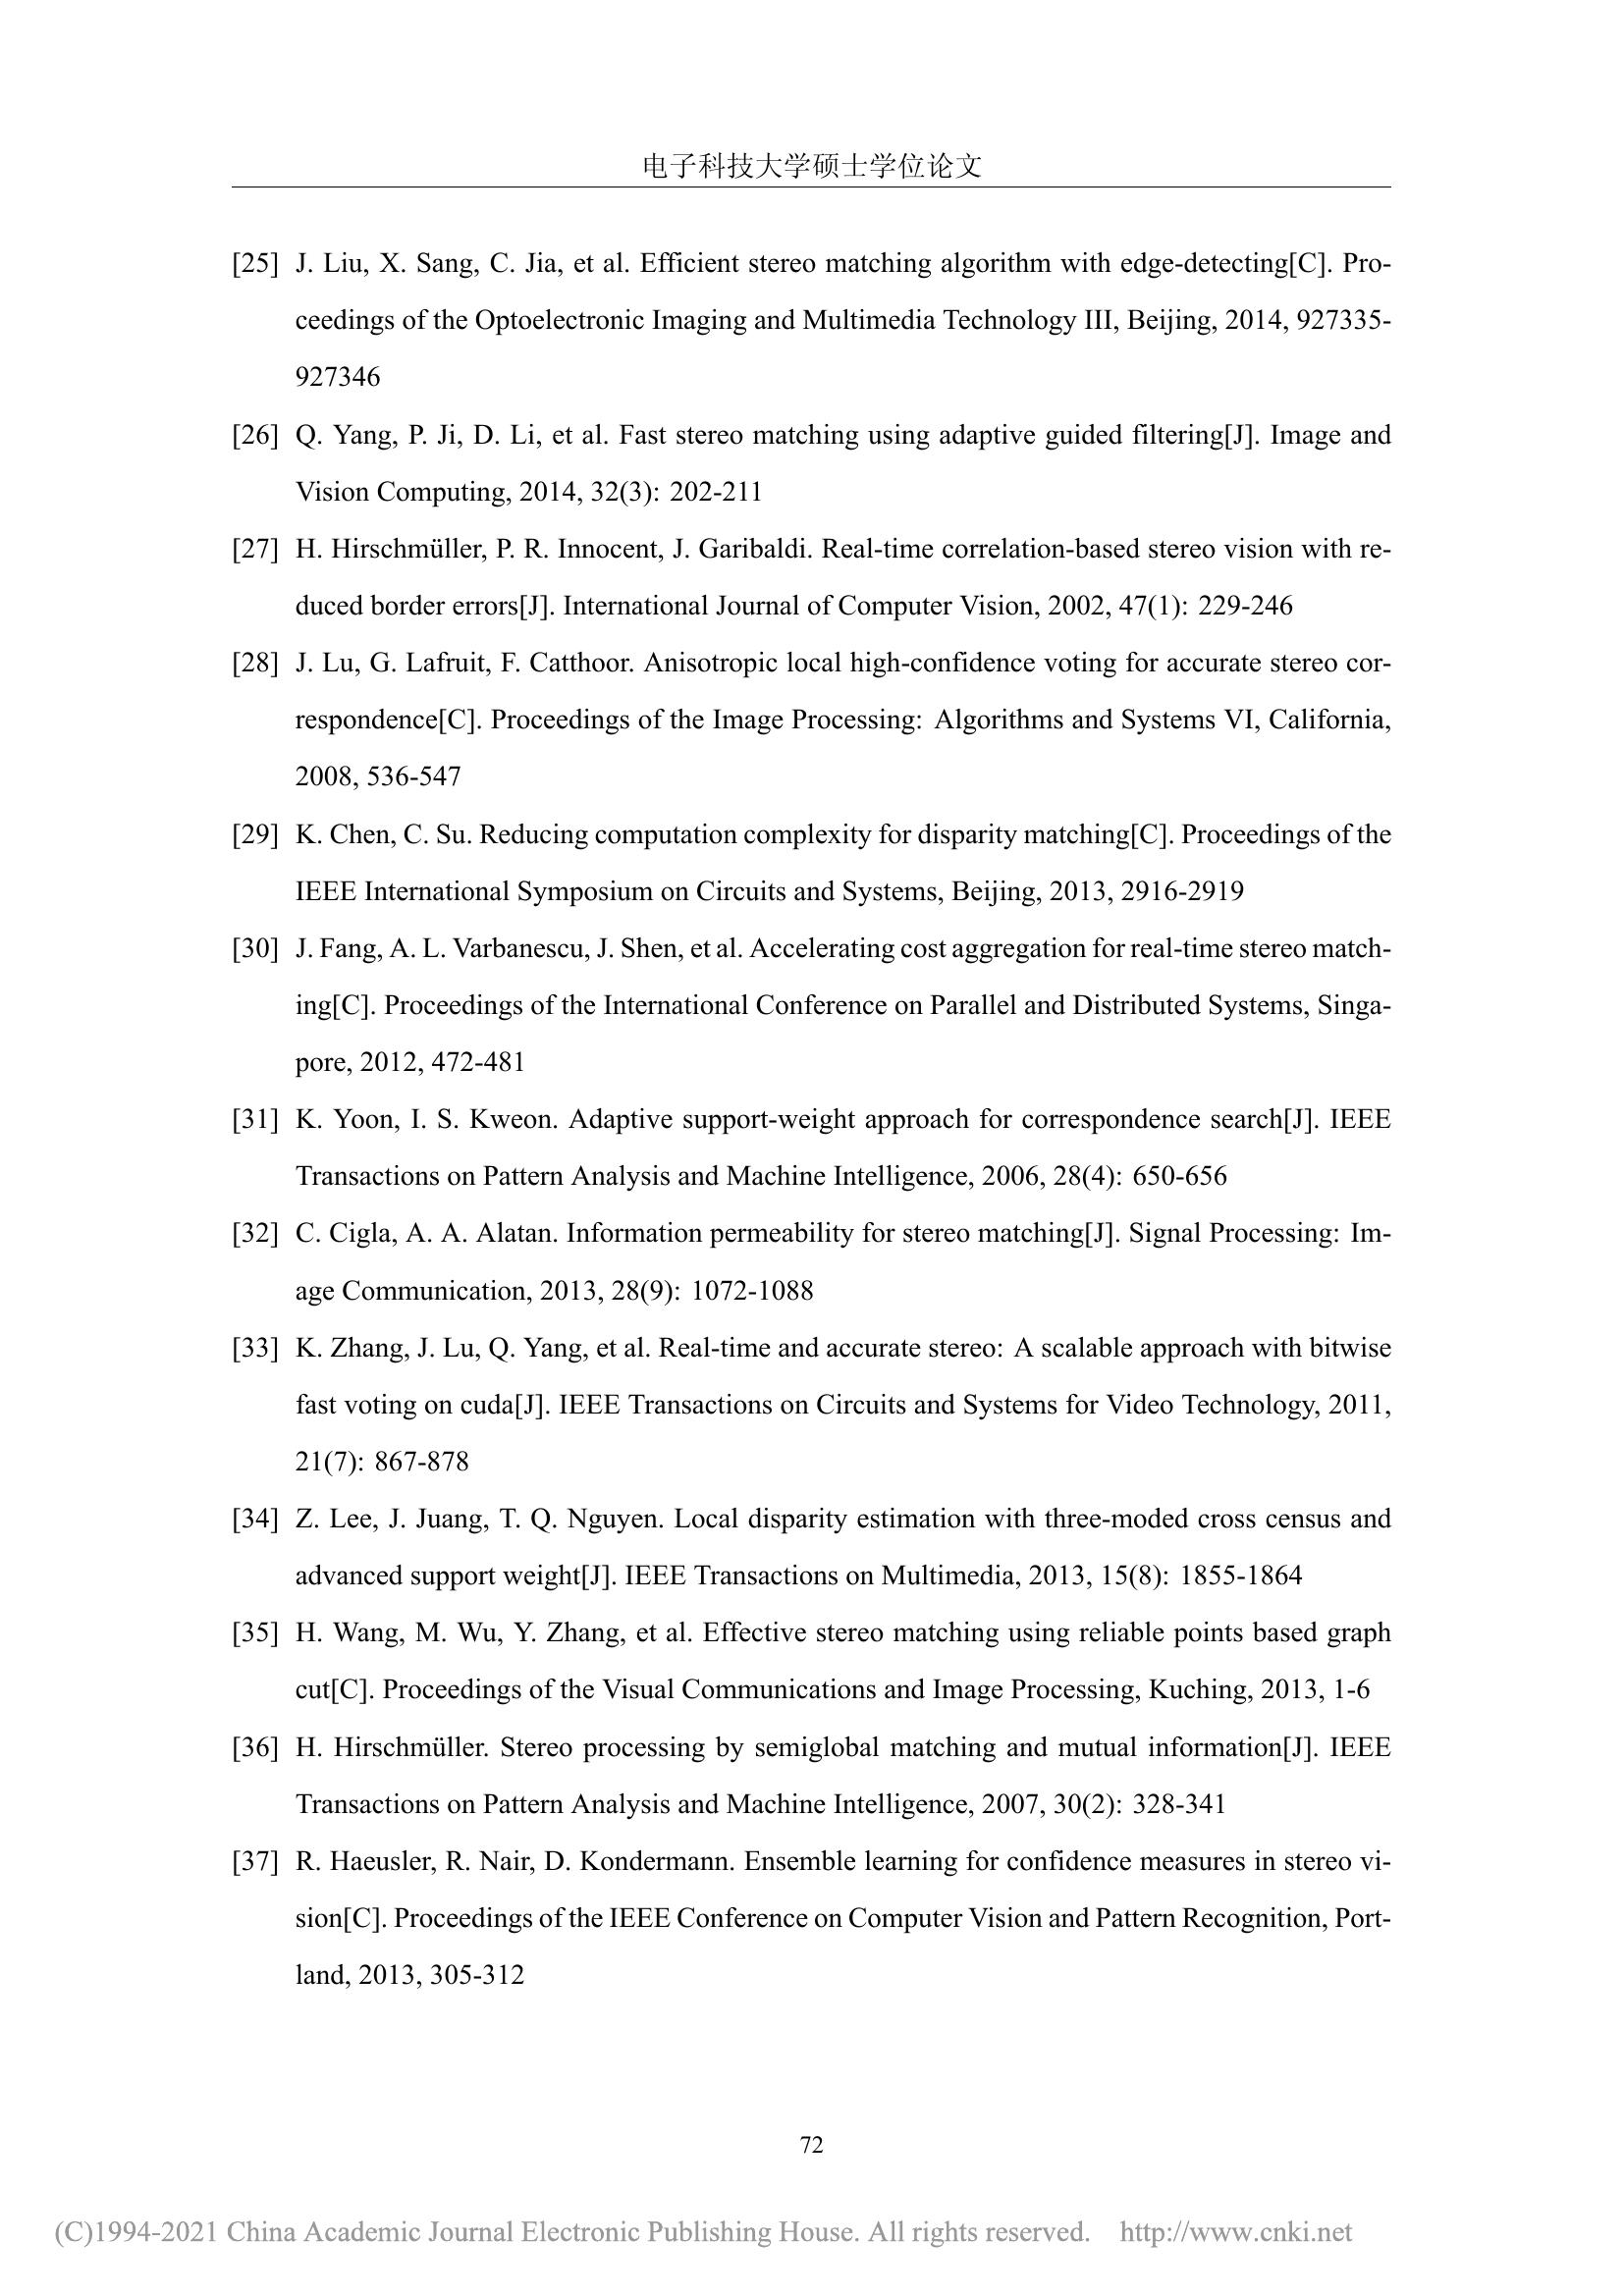 电子科技大学硕士学位论文
[25] J. Liu, X. Sang, C. Jia, et al. Efficient stereo matching algorithm with edge-detecting[C]. Pro-
ceedings of the Optoelectronic Imaging and Multimedia Technology III, Beijing, 2014, 927335-
927346
[26] Q. Yang, P. Ji, D. Li, et al. Fast stereo matching using adaptive guided filtering[J]. Image and
Vision Computing, 2014, 32(3): 202-211
[27] H. Hirschmüller, P. R. Innocent, J. Garibaldi. Real-time correlation-based stereo vision with re-
duced border errors[J]. International Journal of Computer Vision, 2002, 47(1): 229-246
[28] J. Lu, G. Lafruit, F. Catthoor. Anisotropic local high-confidence voting for accurate stereo cor-
respondence[C]. Proceedings of the Image Processing: Algorithms and Systems VI, California,
2008, 536-547
[29] K. Chen, C. Su. Reducing computation complexity for disparity matching[C]. Proceedings of the
IEEE International Symposium on Circuits and Systems, Beijing, 2013, 2916-2919
[30] J. Fang, A. L. Varbanescu, J. Shen, et al. Accelerating cost aggregation for real-time stereo match-
ing[C]. Proceedings of the International Conference on Parallel and Distributed Systems, Singa-
pore, 2012, 472-481
[31] K. Yoon, I. S. Kweon. Adaptive support-weight approach for correspondence search[J]. IEEE
Transactions on Pattern Analysis and Machine Intelligence, 2006, 28(4): 650-656
[32] C. Cigla, A. A. Alatan. Information permeability for stereo matching[J]. Signal Processing: Im-
age Communication, 2013, 28(9): 1072-1088
[33] K. Zhang, J. Lu, Q. Yang, et al. Real-time and accurate stereo: A scalable approach with bitwise
fast voting on cuda[J]. IEEE Transactions on Circuits and Systems for Video Technology, 2011,
21(7): 867-878
[34] Z. Lee, J. Juang, T. Q. Nguyen. Local disparity estimation with three-moded cross census and
advanced support weight[J]. IEEE Transactions on Multimedia, 2013, 15(8): 1855-1864
[35] H. Wang, M. Wu, Y. Zhang, et al. Effective stereo matching using reliable points based graph
cut[C]. Proceedings of the Visual Communications and Image Processing, Kuching, 2013, 1-6
[36] H. Hirschmüller. Stereo processing by semiglobal matching and mutual information[J]. IEEE
Transactions on Pattern Analysis and Machine Intelligence, 2007, 30(2): 328-341
[37] R. Haeusler, R. Nair, D. Kondermann. Ensemble learning for confidence measures in stereo vi-
sion[C]. Proceedings of the IEEE Conference on Computer Vision and Pattern Recognition, Port-
land, 2013, 305-312
72
(C)1994-2021 China Academic Journal Electronic Publishing House. All rights reserved. http://www.cnki.net